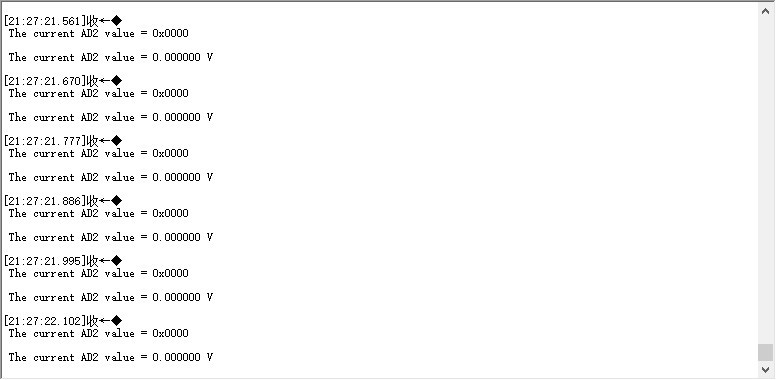 [21:27:21.561]收←◆
The current AD2 value = 0x0000
The current AD2 value = 0.000000 V
[21:27:21.670]收←◆
The current AD2 value = 0x0000
The current AD2 value = 0.000000 V
[21:27:21.777]收←◆
The current AD2 value = 0x0000
The current AD2 value = 0.000000 V
[21:27:21.886]收←◆
The current AD2 value = 0x0000
The current AD2 value = 0.000000 V
[21:27:21.995]收←◆
The current AD2 value = 0x0000
The current AD2 value = 0.000000 V
[21:27:22.102]收←◆
The current AD2 value = 0x0000
The current AD2 value = 0.000000 V